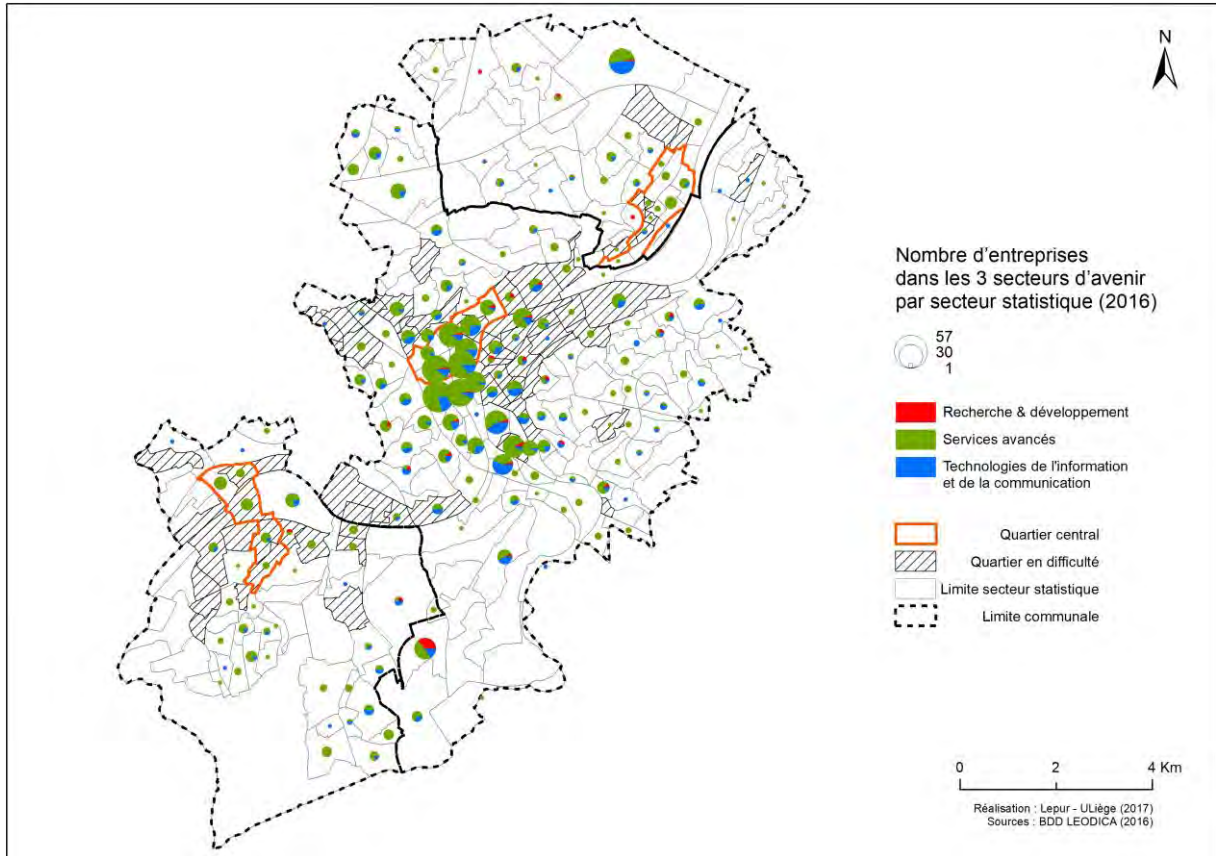 N
Nombre d'entreprises
dans les 3 secteurs d'avenir
par secteur statistique (2016)
57
30
1
Recherche & développement
Services avancés
Technologies de l'information
et de la communication
Quartier central
Quartier en difficulté
Limite secteur statistique
Limite communale
0 2 4 Km
Réalisation : Lepur - ULiège (2017)
Sources : BDD LEODICA (2016)